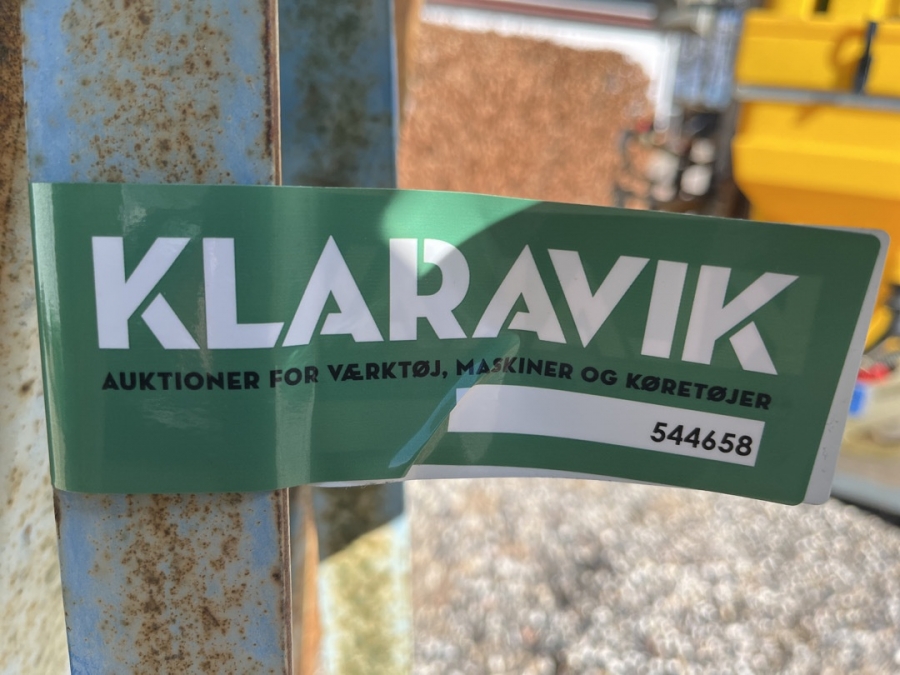 KLARAVIK
AUKTIONER FOR VÆRKTØJ, MASKINER OG KØRETØJER
544658